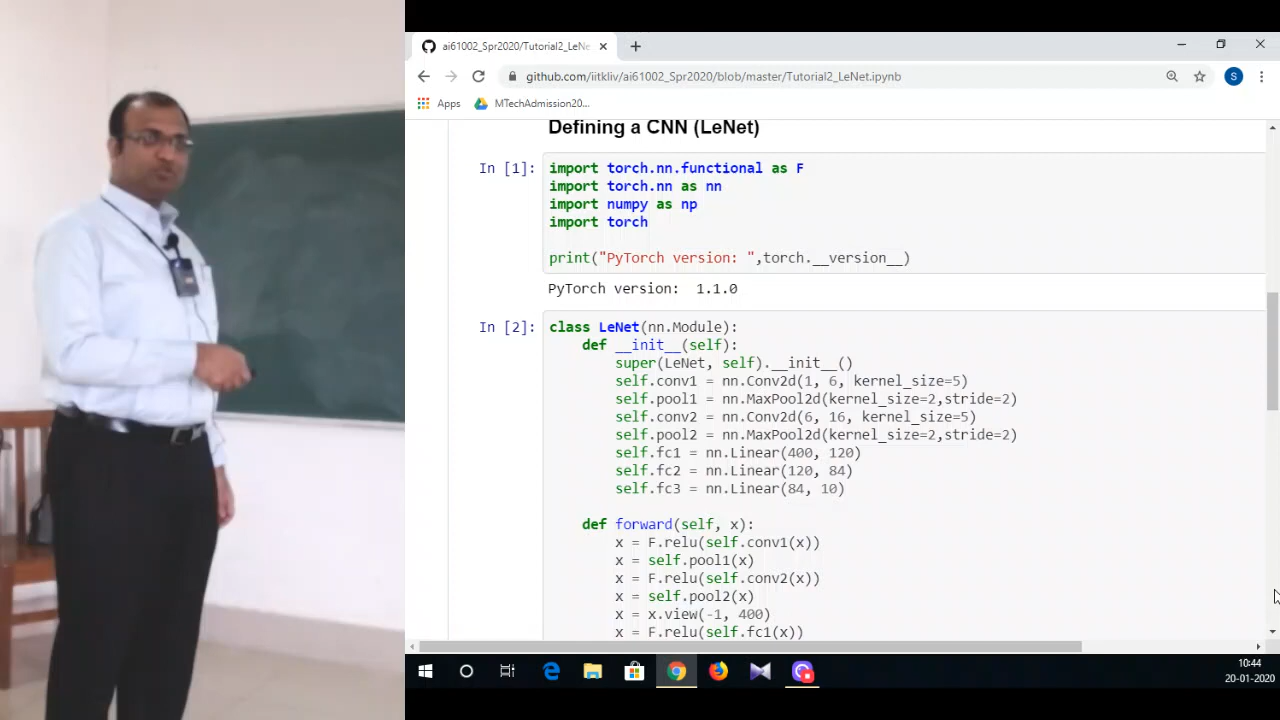 ai61002_Spr2020/Tutorial2_LeNe
github.com/iitkliv/ai61002_Spr2020/blob/master/Tutorial2_LeNet.ipynb
S
Apps
MTechAdmission20...
Defining a CNN (LeNet)
In [1]:
import torch.nn.functional as F
import torch.nn as nn
import numpy as np
import torch
print("PyTorch version: ",torch.__version__)
PyTorch version:  1.1.0
In [2]:
class LeNet(nn.Module):
    def __init__(self):
        super(LeNet, self).__init__()
        self.conv1 = nn.Conv2d(1, 6, kernel_size=5)
        self.pool1 = nn.MaxPool2d(kernel_size=2,stride=2)
        self.conv2 = nn.Conv2d(6, 16, kernel_size=5)
        self.pool2 = nn.MaxPool2d(kernel_size=2,stride=2)
        self.fc1 = nn.Linear(400, 120)
        self.fc2 = nn.Linear(120, 84)
        self.fc3 = nn.Linear(84, 10)
    def forward(self, x):
        x = F.relu(self.conv1(x))
        x = self.pool1(x)
        x = F.relu(self.conv2(x))
        x = self.pool2(x)
        x = x.view(-1, 400)
        x = F.relu(self.fc1(x))
10:44
20-01-2020